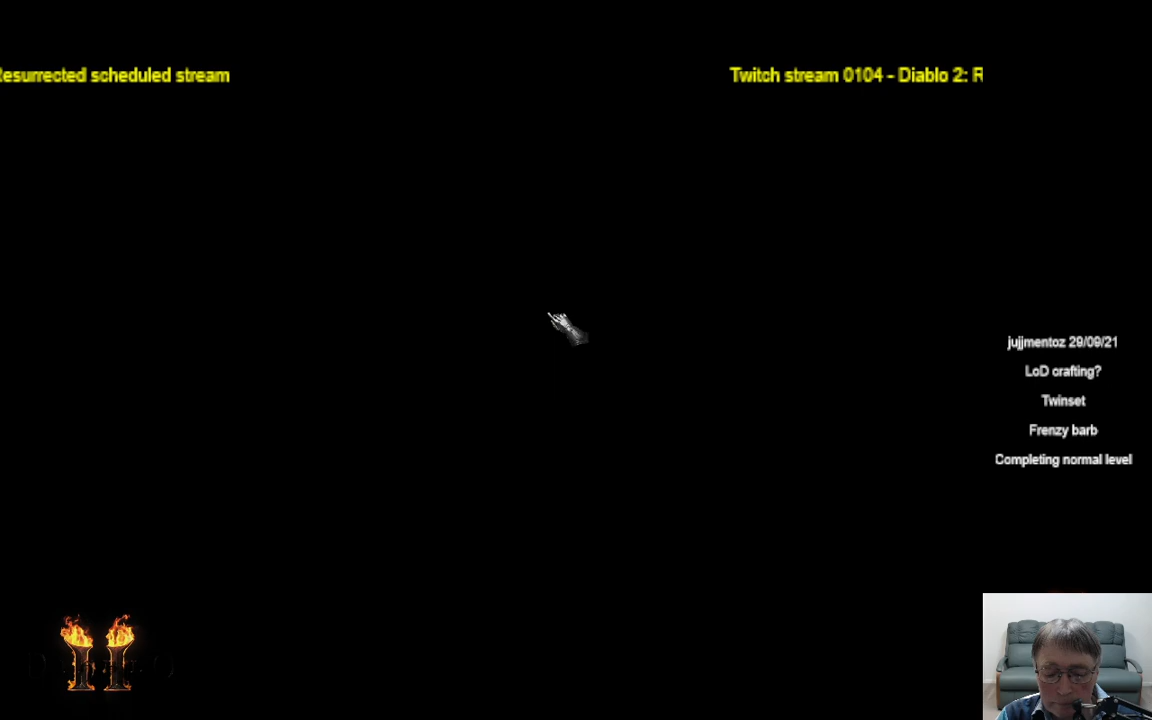 Resurrected scheduled stream
Twitch stream 0104 - Diablo 2: R
jujjmentoz 29/09/21
LoD crafting?
Twinset
Frenzy barb
Completing normal level